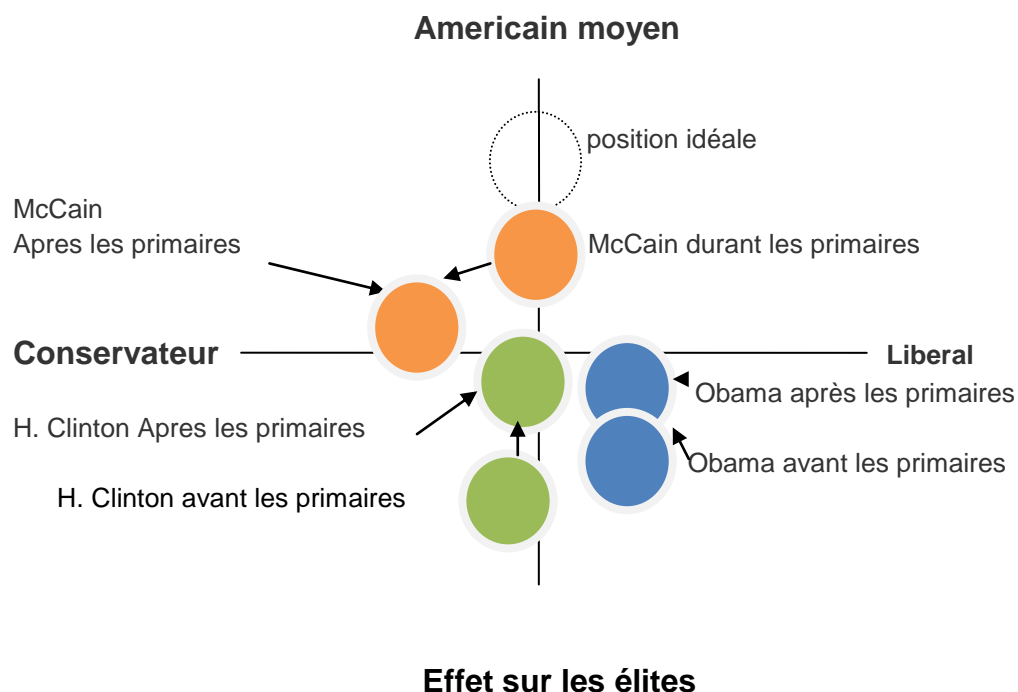 Americain moyen
position idéale
McCain
Apres les primaires
McCain durant les primaires
Conservateur
Liberal
Obama après les primaires
H. Clinton Apres les primaires
Obama avant les primaires
H. Clinton avant les primaires
Effet sur les élites